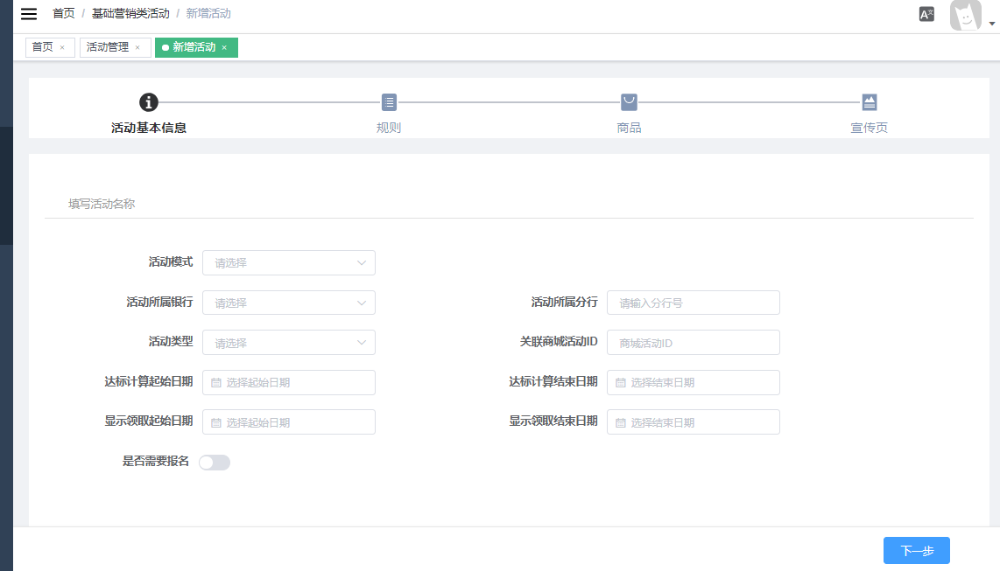 首页 / 基础营销类活动 / 新增活动
首页 × 活动管理 × 新增活动 ×
活动基本信息 规则 商品 宣传页
填写活动名称
活动模式 请选择
活动所属银行 请选择 活动所属分行 请输入分行号
活动类型 请选择 关联商城活动ID 商城活动ID
达标计算起始日期 选择起始日期 达标计算结束日期 选择结束日期
显示领取起始日期 选择起始日期 显示领取结束日期 选择结束日期
是否需要报名
下一步